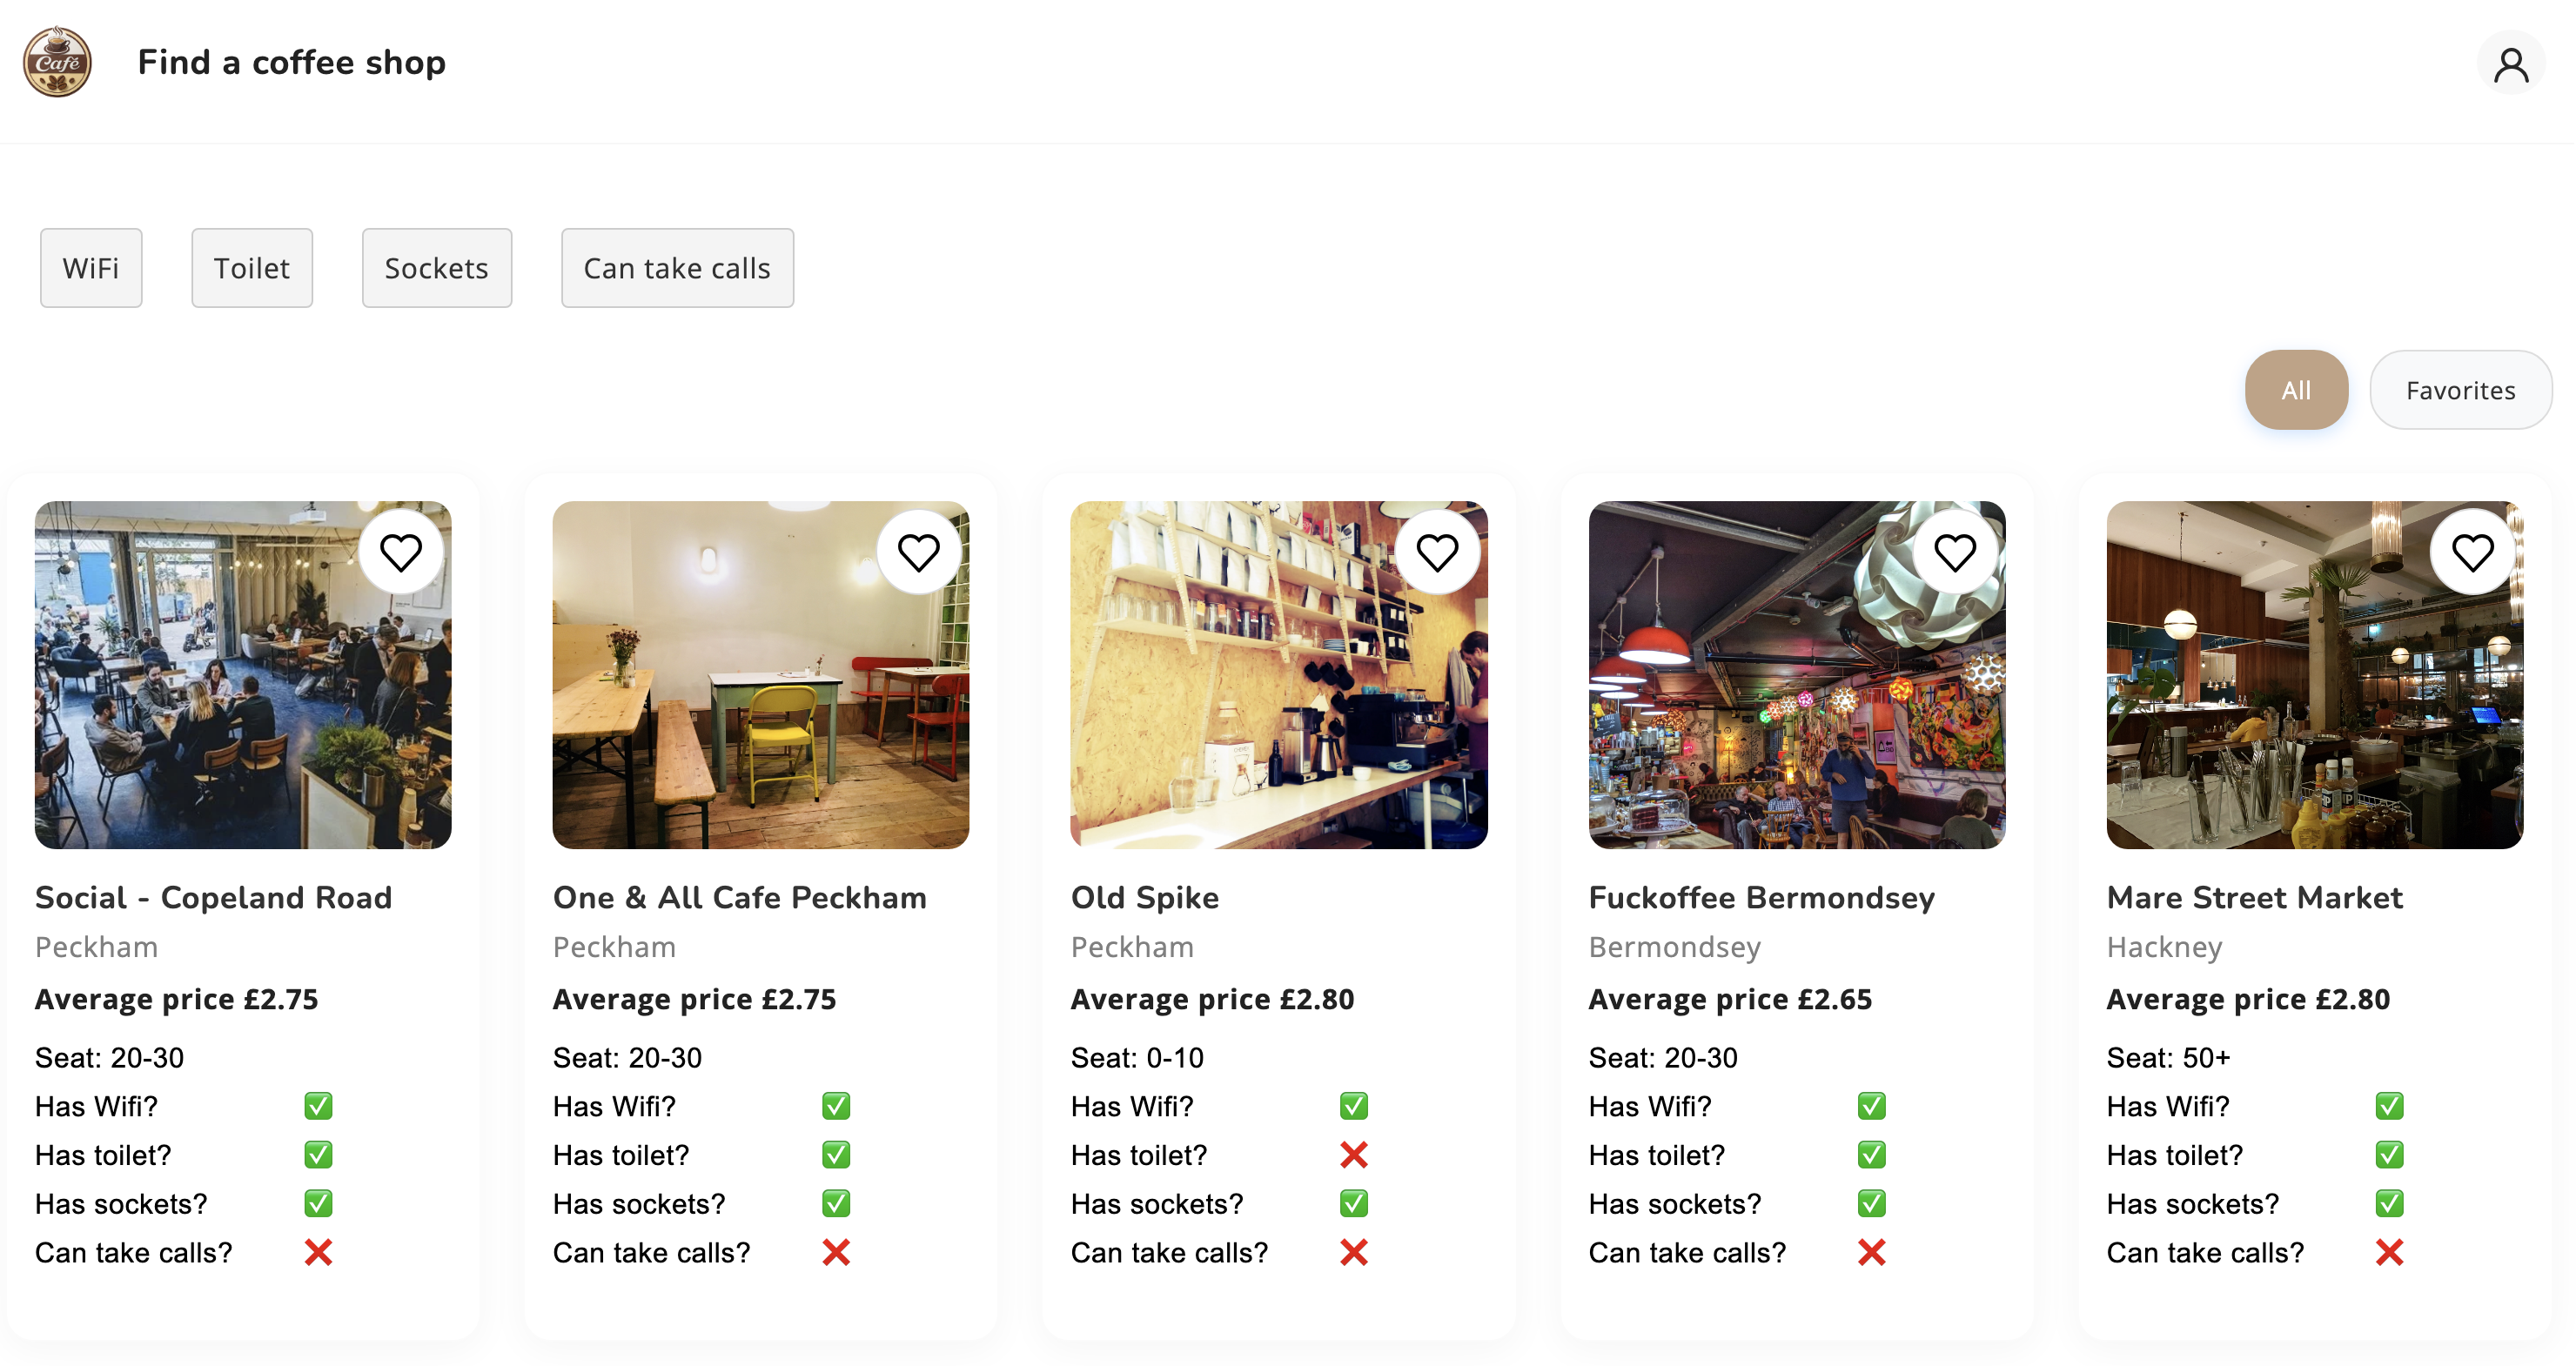 Café
Find a coffee shop
WiFi
Toilet
Sockets
Can take calls
All
Favorites
Social - Copeland Road
Peckham
Average price £2.75
Seat: 20-30
Has Wifi? ✅
Has toilet? ✅
Has sockets? ✅
Can take calls? ❌
One & All Cafe Peckham
Peckham
Average price £2.75
Seat: 20-30
Has Wifi? ✅
Has toilet? ✅
Has sockets? ✅
Can take calls? ❌
Old Spike
Peckham
Average price £2.80
Seat: 0-10
Has Wifi? ✅
Has toilet? ❌
Has sockets? ✅
Can take calls? ❌
Fuckoffee Bermondsey
Bermondsey
Average price £2.65
Seat: 20-30
Has Wifi? ✅
Has toilet? ✅
Has sockets? ✅
Can take calls? ❌
Mare Street Market
Hackney
Average price £2.80
Seat: 50+
Has Wifi? ✅
Has toilet? ✅
Has sockets? ✅
Can take calls? ❌